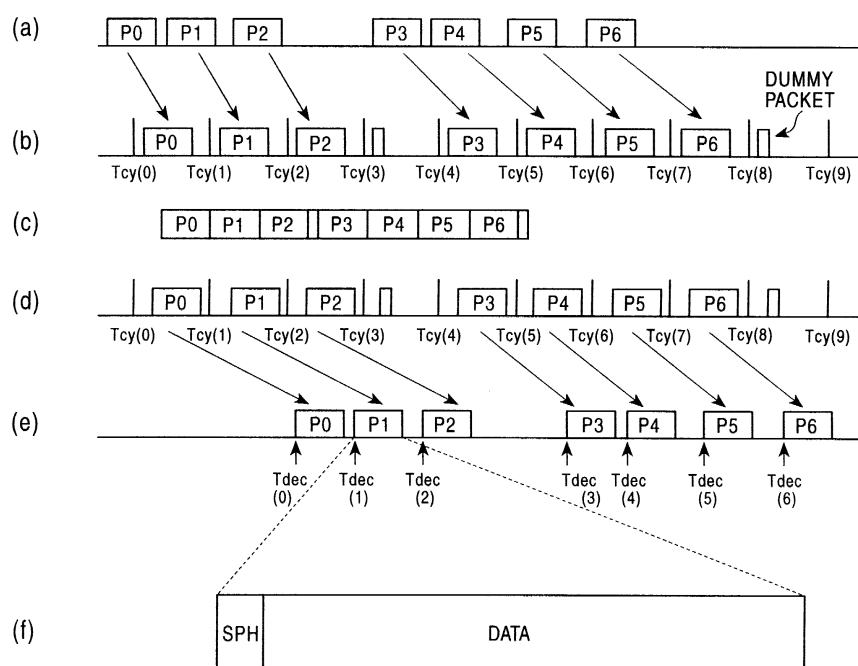 (a) P0 P1 P2 P3 P4 P5 P6
DUMMY
PACKET
(b) P0 P1 P2 P3 P4 P5 P6
Tcy(0) Tcy(1) Tcy(2) Tcy(3) Tcy(4) Tcy(5) Tcy(6) Tcy(7) Tcy(8) Tcy(9)
(c) P0 P1 P2 P3 P4 P5 P6
(d) P0 P1 P2 P3 P4 P5 P6
Tcy(0) Tcy(1) Tcy(2) Tcy(3) Tcy(4) Tcy(5) Tcy(6) Tcy(7) Tcy(8) Tcy(9)
(e) P0 P1 P2 P3 P4 P5 P6
Tdec Tdec Tdec Tdec Tdec Tdec Tdec
(0) (1) (2) (3) (4) (5) (6)
(f) SPH DATA